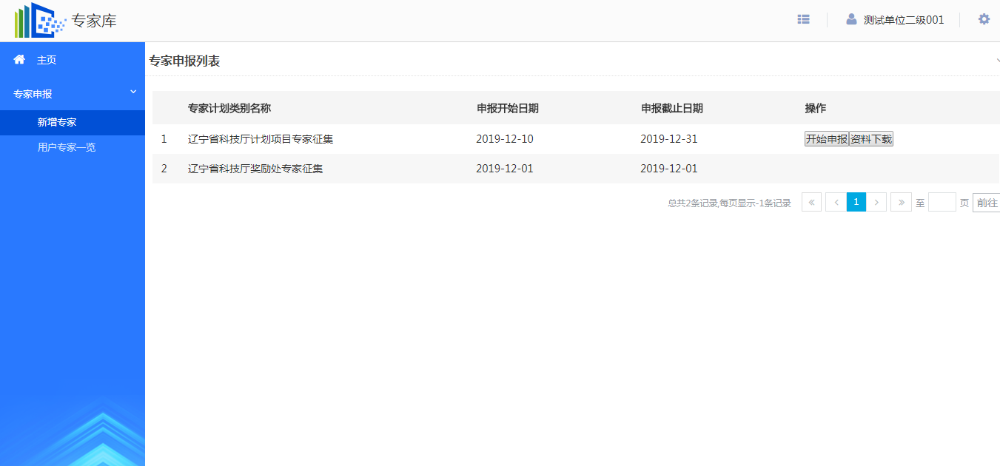 专家库
测试单位二级001
主页
专家申报
新增专家
用户专家一览
专家申报列表
专家计划类别名称 申报开始日期 申报截止日期 操作
1 辽宁省科技厅计划项目专家征集 2019-12-10 2019-12-31 开始申报 资料下载
2 辽宁省科技厅奖励处专家征集 2019-12-01 2019-12-01
总共2条记录,每页显示-1条记录 « ‹ 1 › » 至 页 前往